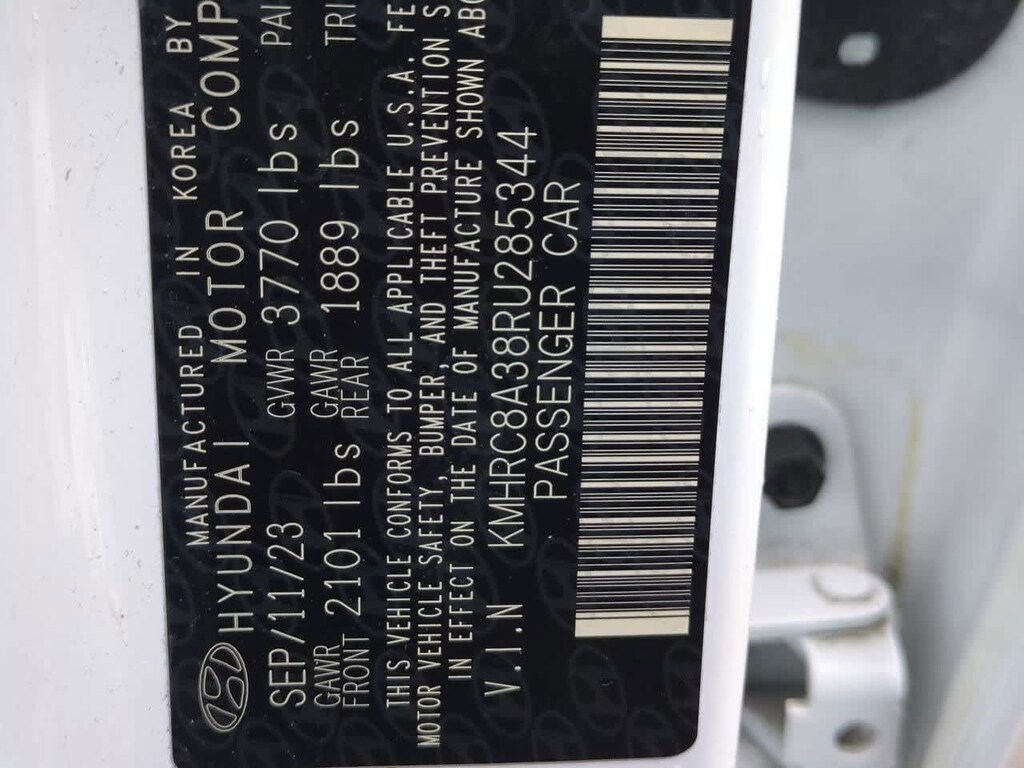 MANUFACTURED IN KOREA BY
HYUNDAI MOTOR COMP
SEP/11/23 GVWR 3770 lbs PAI
GAWR FRONT 2101 lbs GAWR REAR 1889 lbs TRI
THIS VEHICLE CONFORMS TO ALL APPLICABLE U.S.A. FE
MOTOR VEHICLE SAFETY, BUMPER, AND THEFT PREVENTION S
IN EFFECT ON THE DATE OF MANUFACTURE SHOWN ABO
V.I.N KMHRC8A38RU285344
PASSENGER CAR